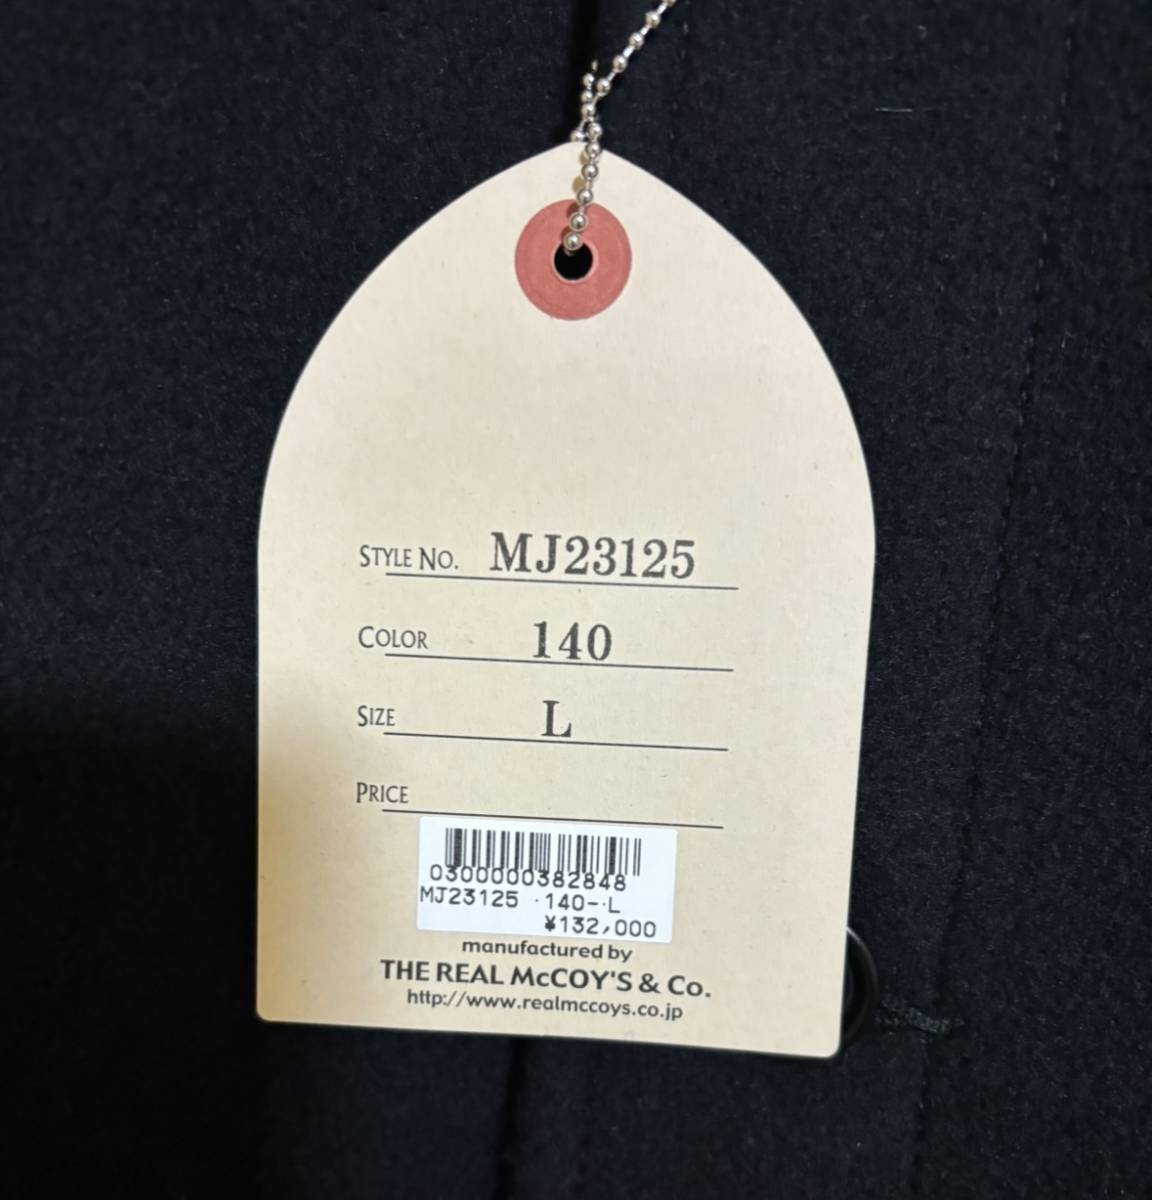 STYLE NO. MJ23125
COLOR 140
SIZE L
PRICE
0300000382848
MJ23125 ·140-·L
¥132,000
manufactured by
THE REAL McCOY'S & Co.
http://www.realmccoys.co.jp